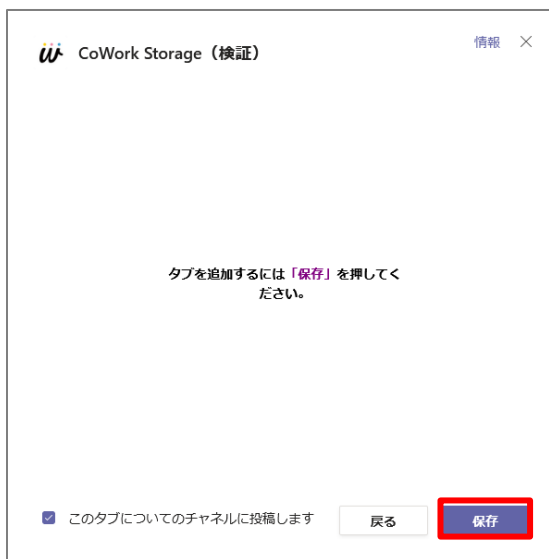 CoWork Storage（検証）
情報
タブを追加するには「保存」を押してく
ださい。
このタブについてのチャネルに投稿します
戻る
保存